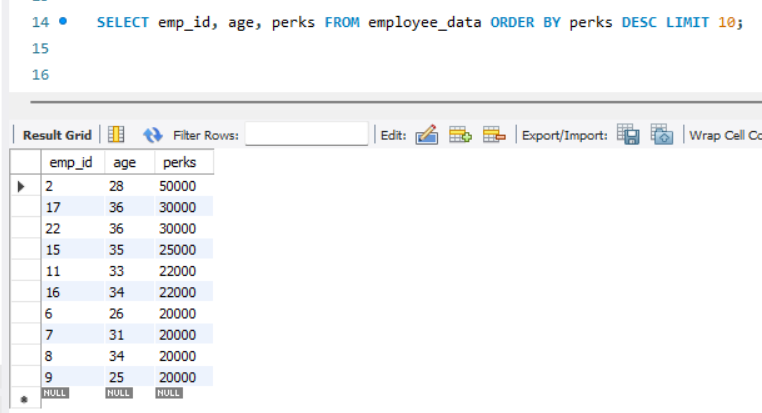 14 SELECT emp_id, age, perks FROM employee_data ORDER BY perks DESC LIMIT 10;
15
16
Result Grid Filter Rows: Edit: Export/Import: Wrap Cell Co
emp_id age perks
2 28 50000
17 36 30000
22 36 30000
15 35 25000
11 33 22000
16 34 22000
6 26 20000
7 31 20000
8 34 20000
9 25 20000
NULL NULL NULL